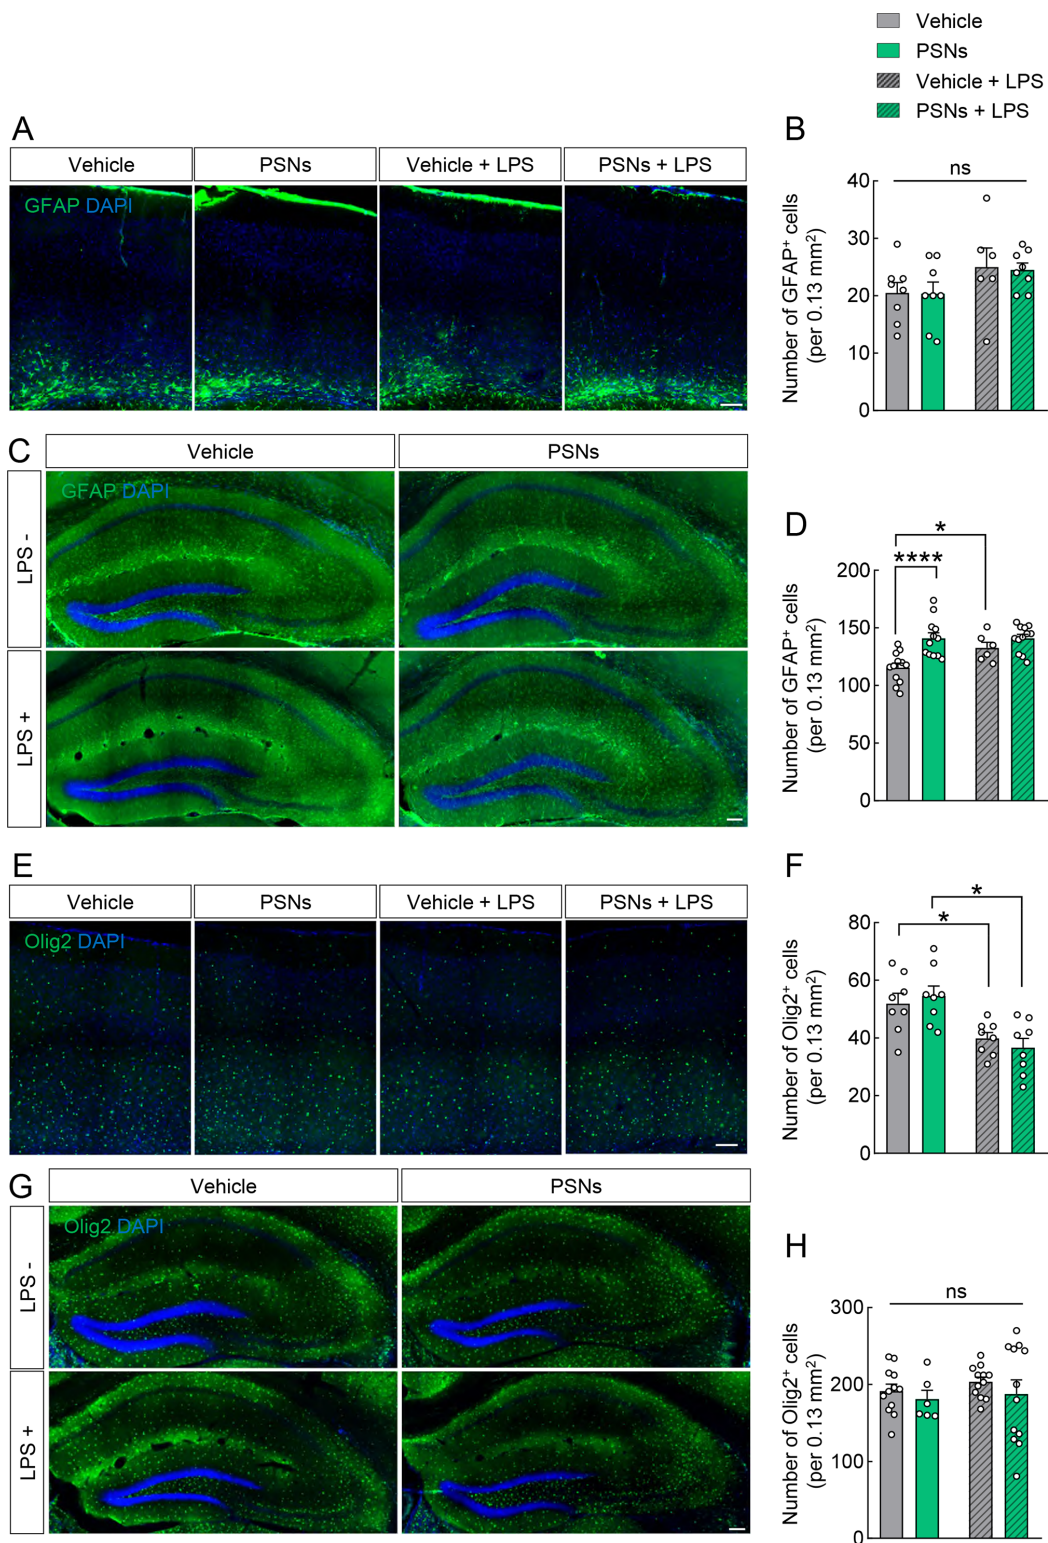 Vehicle
PSNs
Vehicle + LPS
PSNs + LPS
A
Vehicle
PSNs
Vehicle + LPS
PSNs + LPS
GFAP DAPI
B
ns
Number of GFAP⁺ cells
(per 0.13 mm²)
40
30
20
10
0
C
Vehicle
PSNs
LPS -
LPS +
GFAP DAPI
D
*
****
Number of GFAP⁺ cells
(per 0.13 mm²)
200
150
100
50
0
E
Vehicle
PSNs
Vehicle + LPS
PSNs + LPS
Olig2 DAPI
F
*
*
Number of Olig2⁺ cells
(per 0.13 mm²)
80
60
40
20
0
G
Vehicle
PSNs
LPS -
LPS +
Olig2 DAPI
H
ns
Number of Olig2⁺ cells
(per 0.13 mm²)
300
200
100
0